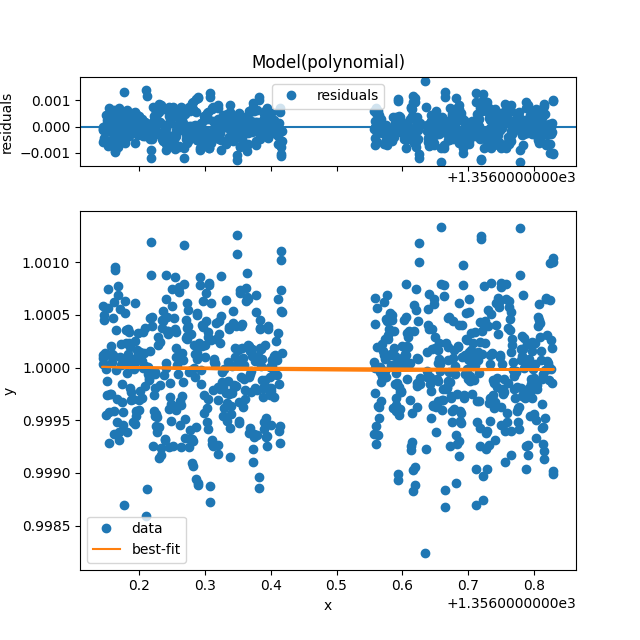 Model(polynomial)
residuals
0.001
0.000
−0.001
residuals
+1.3560000000e3
1.0010
1.0005
1.0000
0.9995
0.9990
0.9985
y
data
best-fit
0.2 0.3 0.4 0.5 0.6 0.7 0.8
x
+1.3560000000e3